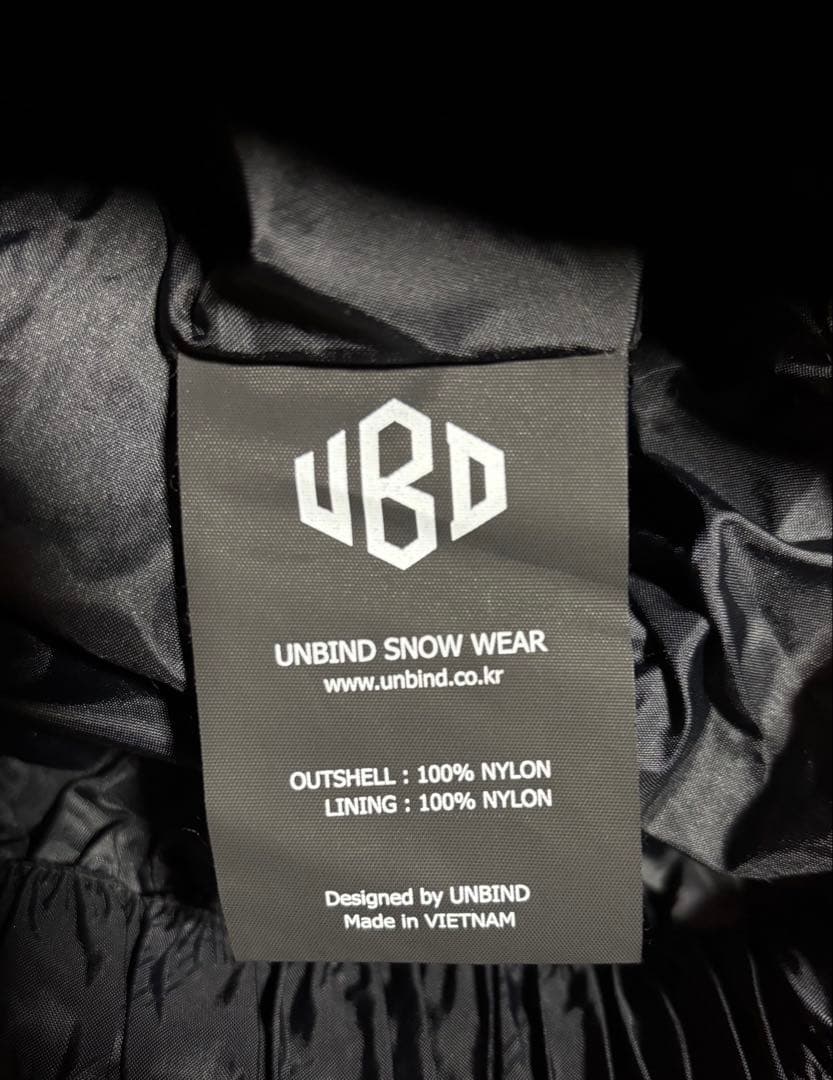 UBD
UNBIND SNOW WEAR
www.unbind.co.kr
OUTSHELL : 100% NYLON
LINING : 100% NYLON
Designed by UNBIND
Made in VIETNAM